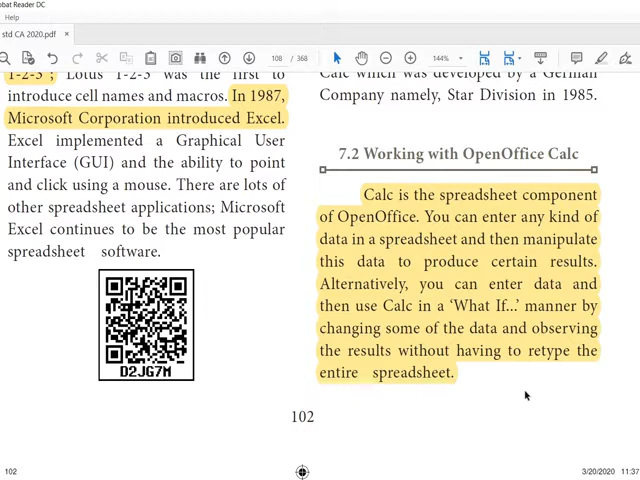 obat Reader DC
Help
std CA 2020.pdf ×
108 / 368
144%
1-2-3 ; Lotus 1-2-3 was the first to
introduce cell names and macros. In 1987,
Microsoft Corporation introduced Excel.
Excel implemented a Graphical User
Interface (GUI) and the ability to point
and click using a mouse. There are lots of
other spreadsheet applications; Microsoft
Excel continues to be the most popular
spreadsheet software.
D2JG7M
Calc which was developed by a German
Company namely, Star Division in 1985.
7.2 Working with OpenOffice Calc
Calc is the spreadsheet component
of OpenOffice. You can enter any kind of
data in a spreadsheet and then manipulate
this data to produce certain results.
Alternatively, you can enter data and
then use Calc in a ‘What If...’ manner by
changing some of the data and observing
the results without having to retype the
entire spreadsheet.
102
102
3/20/2020 11:37